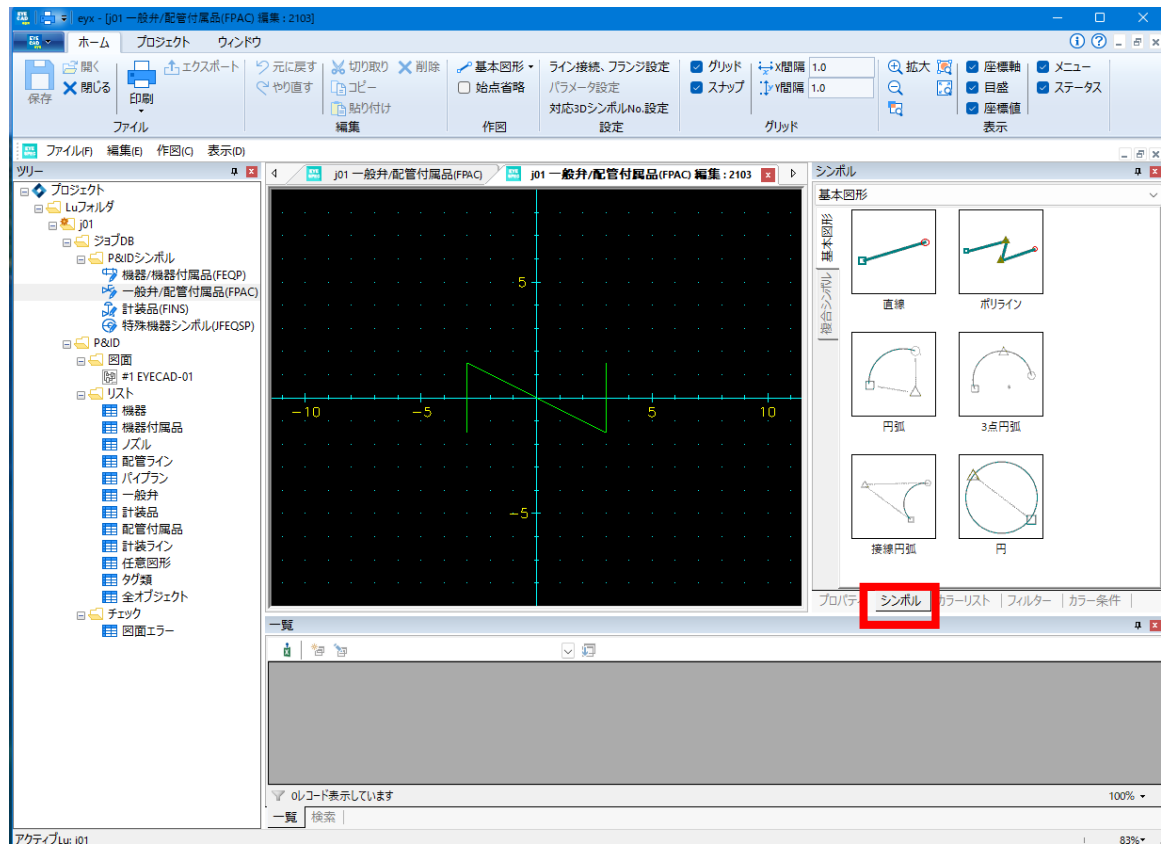 eyx - [j01 一般弁/配管付属品(FPAC) 編集 : 2103]
ホーム プロジェクト ウィンドウ
保存 開く 閉じる 印刷 エクスポート
ファイル
元に戻す やり直す 切り取り 削除 コピー 貼り付け
編集
基本図形 始点省略
作図
ライン接続、フランジ設定
パラメータ設定
対応3DシンボルNo.設定
設定
グリッド X間隔 1.0
スナップ Y間隔 1.0
グリッド
拡大
座標軸 メニュー
目盛 ステータス
座標値
表示
ファイル(F) 編集(E) 作図(C) 表示(D)
ツリー
プロジェクト
Luフォルダ
j01
ジョブDB
P&IDシンボル
機器/機器付属品(FEQP)
一般弁/配管付属品(FPAC)
計装品(FINS)
特殊機器シンボル(JFEQSP)
P&ID
図面
#1 EYECAD-01
リスト
機器
機器付属品
ノズル
配管ライン
パイプラン
一般弁
計装品
配管付属品
計装ライン
任意図形
タグ類
全オブジェクト
チェック
図面エラー
j01 一般弁/配管付属品(FPAC)
j01 一般弁/配管付属品(FPAC) 編集 : 2103
5
-10 -5 5 10
-5
シンボル
基本図形
基本図形
複合シンボル
直線 ポリライン
円弧 3点円弧
接線円弧 円
シンボル カラーリスト フィルター カラー条件
一覧
0レコード表示しています
100%
一覧 検索
アクティブLu: j01
83%